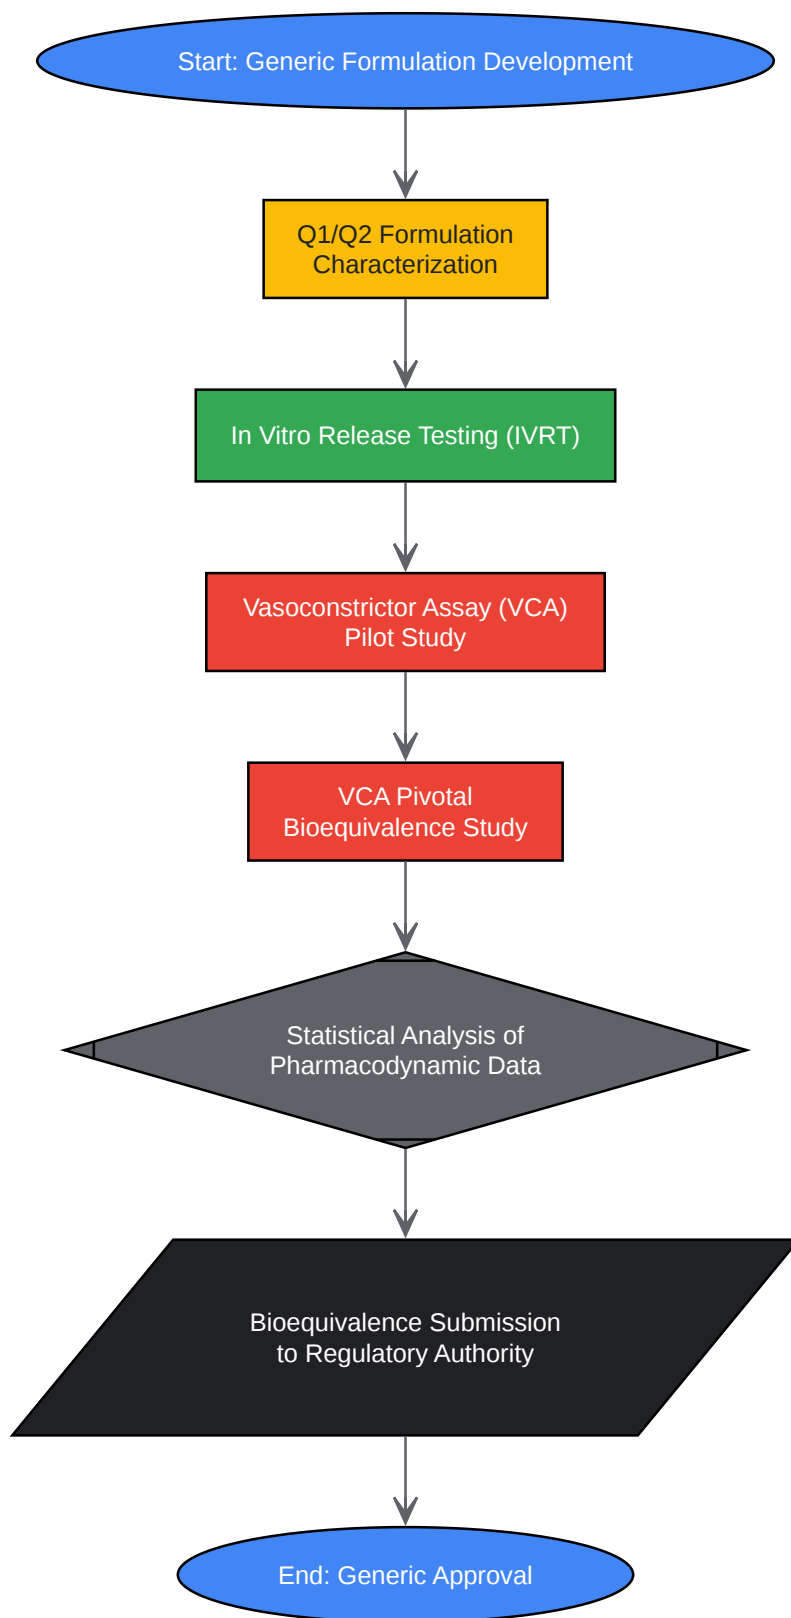 Start: Generic Formulation Development
Q1/Q2 Formulation
Characterization
In Vitro Release Testing (IVRT)
Vasoconstrictor Assay (VCA)
Pilot Study
VCA Pivotal
Bioequivalence Study
Statistical Analysis of
Pharmacodynamic Data
Bioequivalence Submission
to Regulatory Authority
End: Generic Approval